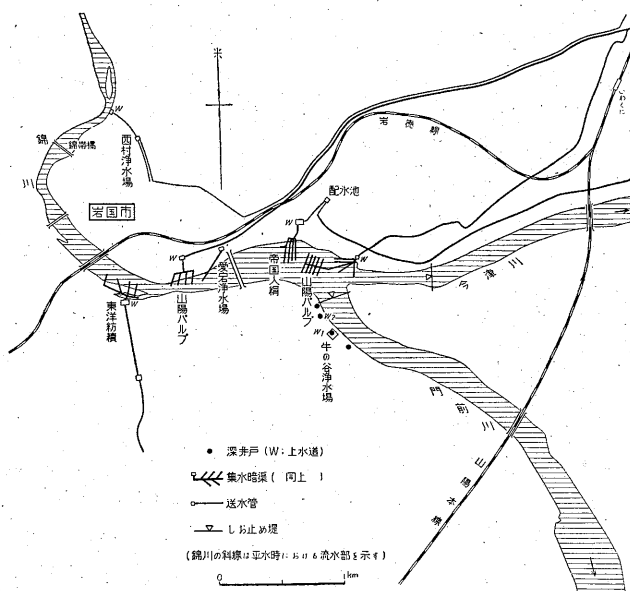 米
いわくに
岩徳線
錦川
錦帯橋
W
西村浄水場
岩国市
配水池
W
W
愛宕浄水場
帝国人絹
山陽パルプ
W
今津川
東洋紡績
W
山陽パルプ
W2
W1
牛の谷浄水場
門前川
山陽本線
深井戸 (W:上水道)
集水暗渠 ( 同上 )
送水管
しお止め堤
(錦川の斜線は平水時における流水部を示す)
0 1 km